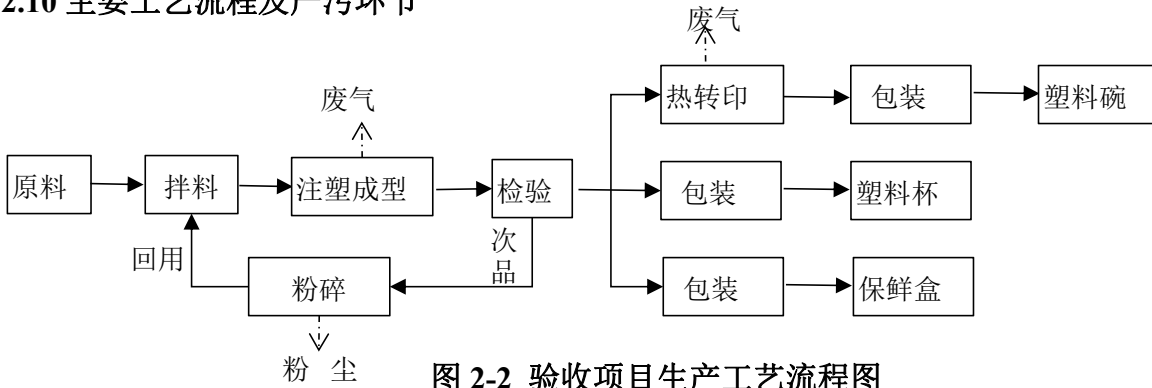 2.10 主要工艺流程及产污环节
废气
热转印
包装
塑料碗
废气
原料
拌料
注塑成型
检验
包装
塑料杯
次品
回用
粉碎
包装
保鲜盒
粉 尘
图 2-2 验收项目生产工艺流程图